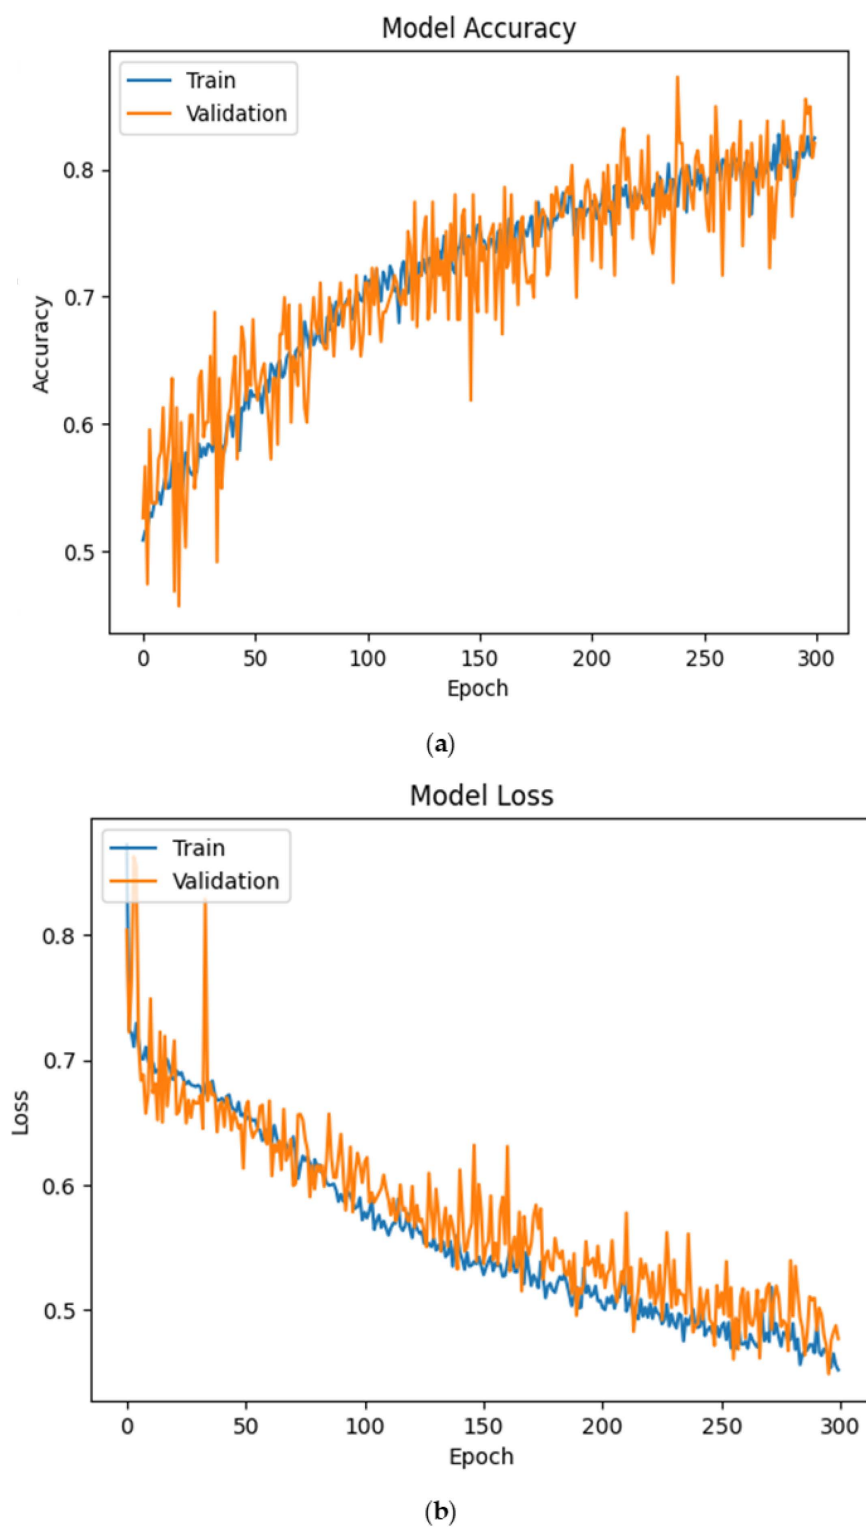 Model Accuracy
Train
Validation
0.8
0.7
0.6
0.5
Accuracy
0 50 100 150 200 250 300
Epoch
(a)
Model Loss
Train
Validation
0.8
0.7
0.6
0.5
Loss
0 50 100 150 200 250 300
Epoch
(b)